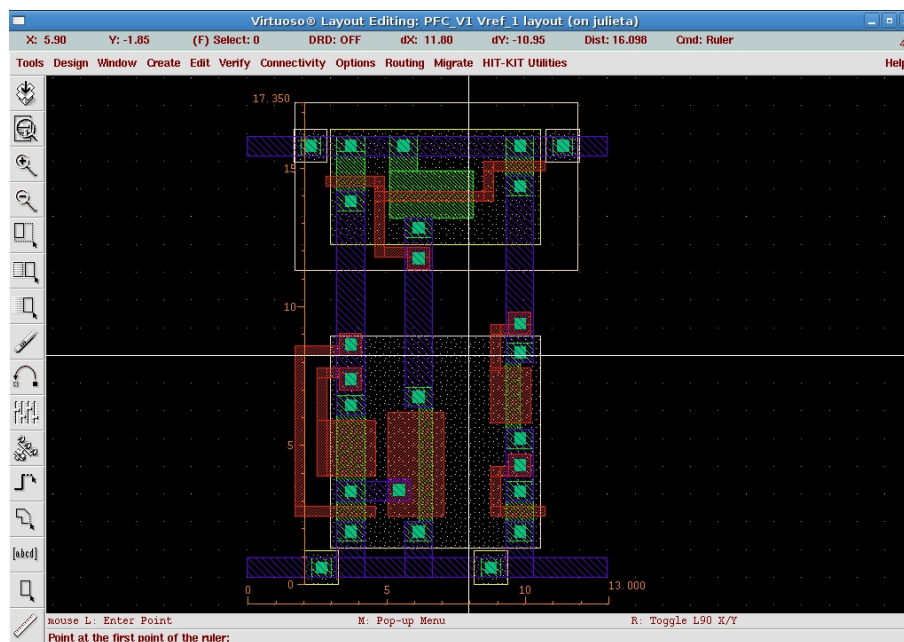 Virtuoso® Layout Editing: PFC_V1 Vref_1 layout (on julieta)
X: 5.90 Y: -1.85 (F) Select: 0 DRD: OFF dX: 11.80 dY: -10.95 Dist: 16.098 Cmd: Ruler 4
Tools Design Window Create Edit Verify Connectivity Options Routing Migrate HIT-KIT Utilities Help
17.350
15
10
5
0
0 5 10 13.000
[abcd]
mouse L: Enter Point M: Pop-up Menu R: Toggle L90 X/Y
Point at the first point of the ruler: